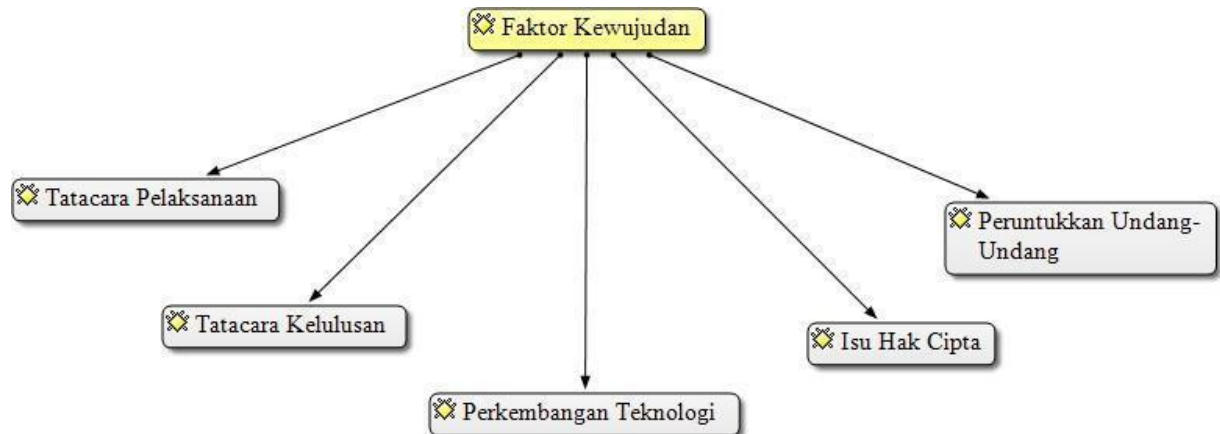 Faktor Kewujudan
Tatacara Pelaksanaan
Peruntukkan Undang-
Undang
Tatacara Kelulusan
Isu Hak Cipta
Perkembangan Teknologi